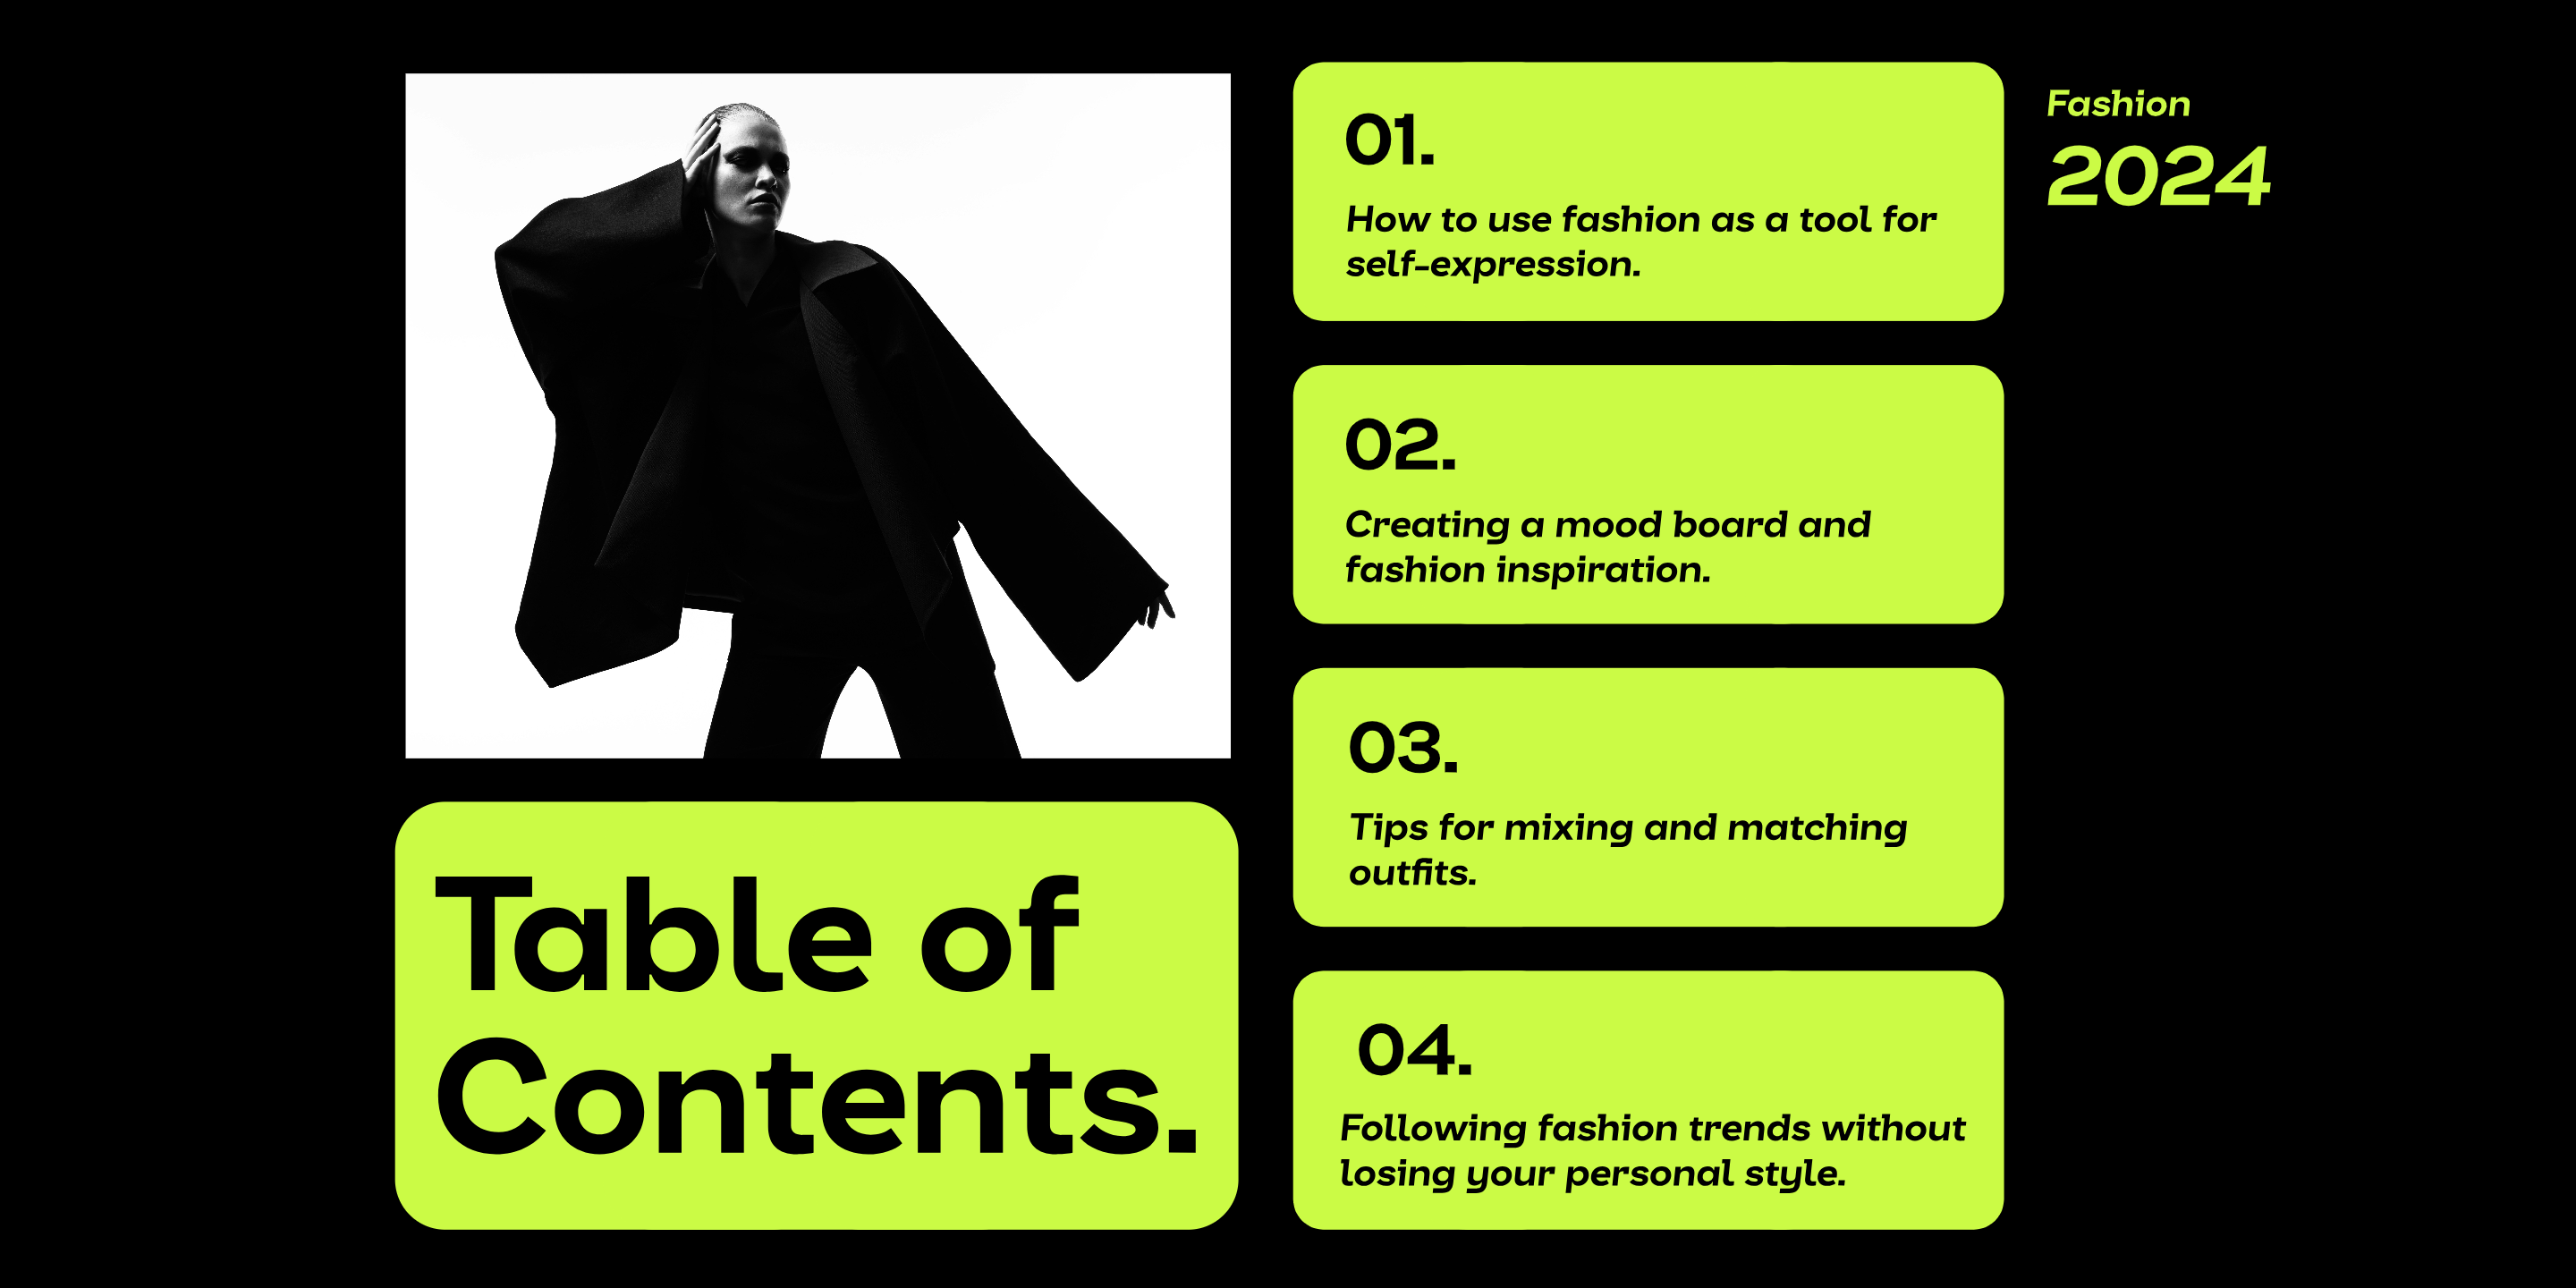 Table of
Contents.
01.
How to use fashion as a tool for
self-expression.
02.
Creating a mood board and
fashion inspiration.
03.
Tips for mixing and matching
outfits.
04.
Following fashion trends without
losing your personal style.
Fashion
2024